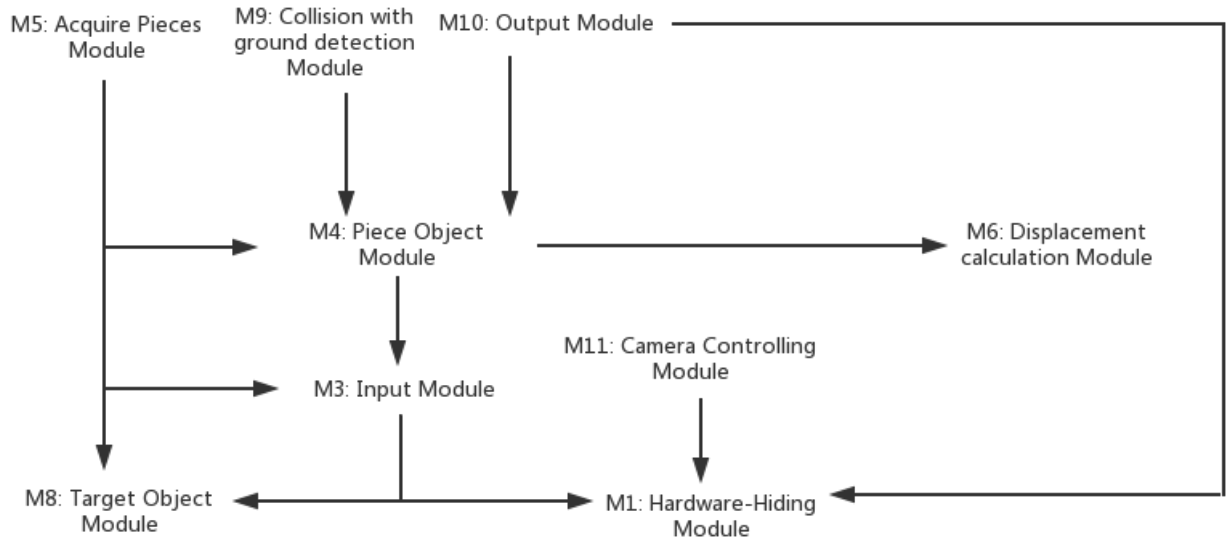 M5: Acquire Pieces
Module
M9: Collision with
ground detection
Module
M10: Output Module
M4: Piece Object
Module
M6: Displacement
calculation Module
M11: Camera Controlling
Module
M3: Input Module
M8: Target Object
Module
M1: Hardware-Hiding
Module